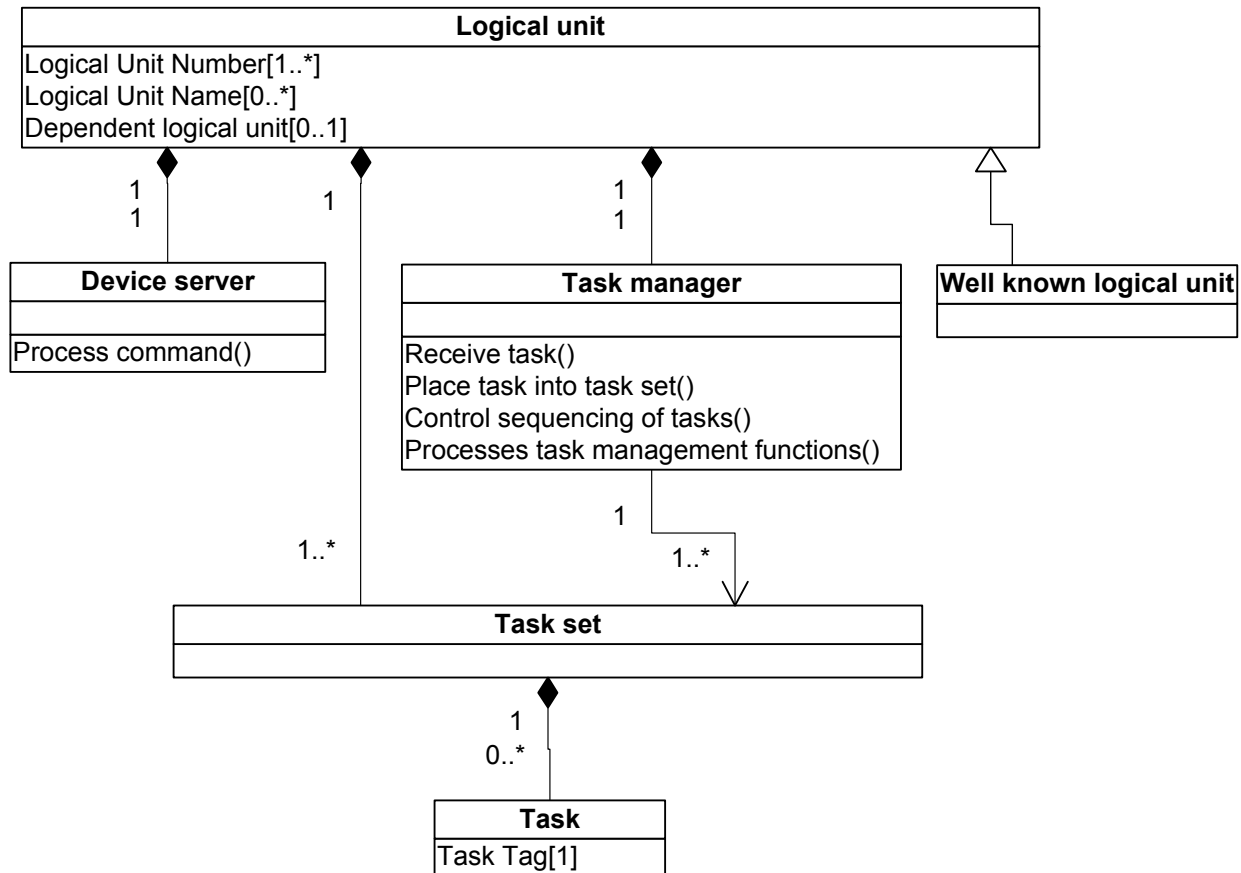 Logical unit
Logical Unit Number[1..*]
Logical Unit Name[0..*]
Dependent logical unit[0..1]
1
1
1
1
1
Device server
Process command()
Task manager
Receive task()
Place task into task set()
Control sequencing of tasks()
Processes task management functions()
Well known logical unit
1
1..*
1..*
Task set
1
0..*
Task
Task Tag[1]